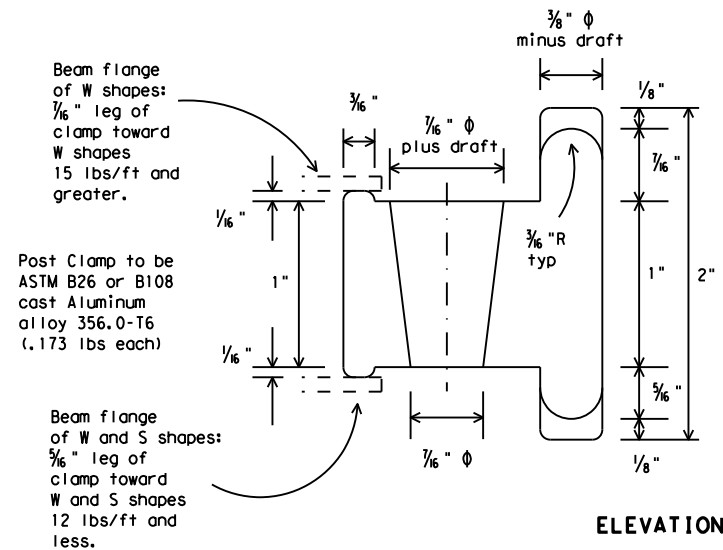 ⅜" ϕ
minus draft
Beam flange
of W shapes:
⁷⁄₁₆" leg of
clamp toward
W shapes
15 lbs/ft and
greater.
³⁄₁₆"
⁷⁄₁₆" ϕ
plus draft
⅛"
⁷⁄₁₆"
¹⁄₁₆"
³⁄₁₆"R
typ
Post Clamp to be
ASTM B26 or B108
cast Aluminum
alloy 356.0-T6
(.173 lbs each)
1"
1"
2"
¹⁄₁₆"
⁵⁄₁₆"
Beam flange
of W and S shapes:
⁵⁄₁₆" leg of
clamp toward
W and S shapes
12 lbs/ft and
less.
⁷⁄₁₆" ϕ
⅛"
ELEVATION